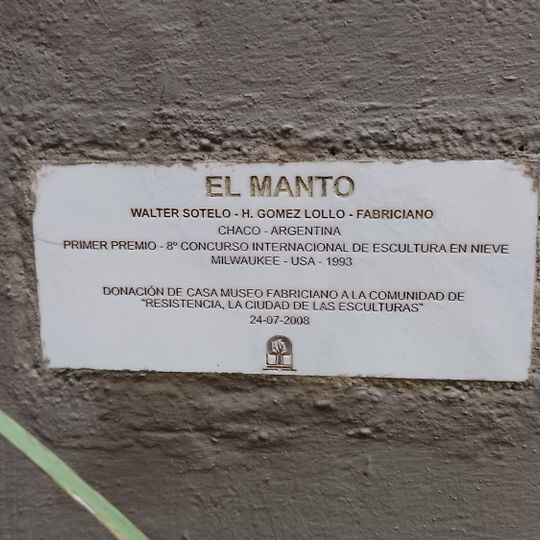 EL MANTO
WALTER SOTELO - H. GOMEZ LOLLO - FABRICIANO
CHACO - ARGENTINA
PRIMER PREMIO - 8º CONCURSO INTERNACIONAL DE ESCULTURA EN NIEVE
MILWAUKEE - USA - 1993
DONACIÓN DE CASA MUSEO FABRICIANO A LA COMUNIDAD DE
"RESISTENCIA, LA CIUDAD DE LAS ESCULTURAS"
24-07-2008